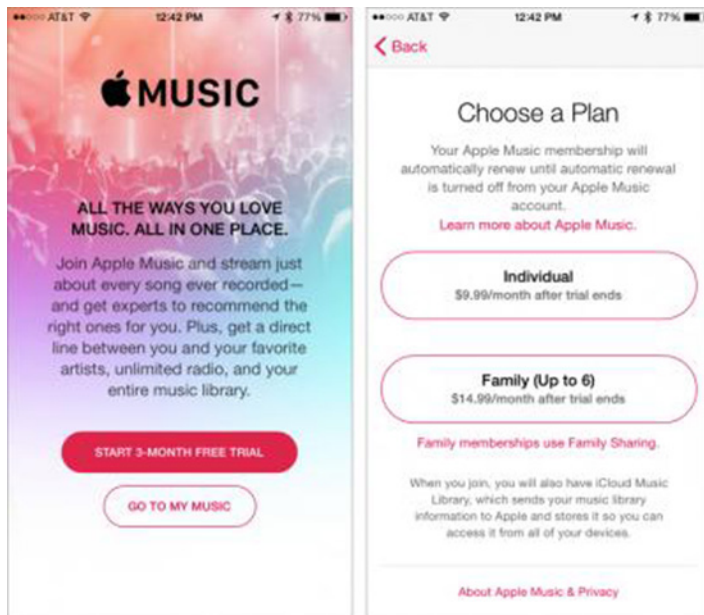 AT&T 12:42 PM 77%
MUSIC
ALL THE WAYS YOU LOVE
MUSIC. ALL IN ONE PLACE.
Join Apple Music and stream just
about every song ever recorded—
and get experts to recommend the
right ones for you. Plus, get a direct
line between you and your favorite
artists, unlimited radio, and your
entire music library.
START 3-MONTH FREE TRIAL
GO TO MY MUSIC
AT&T 12:42 PM 77%
Back
Choose a Plan
Your Apple Music membership will
automatically renew until automatic renewal
is turned off from your Apple Music
account.
Learn more about Apple Music.
Individual
$9.99/month after trial ends
Family (Up to 6)
$14.99/month after trial ends
Family memberships use Family Sharing.
When you join, you will also have iCloud Music
Library, which sends your music library
information to Apple and stores it so you can
access it from all of your devices.
About Apple Music & Privacy